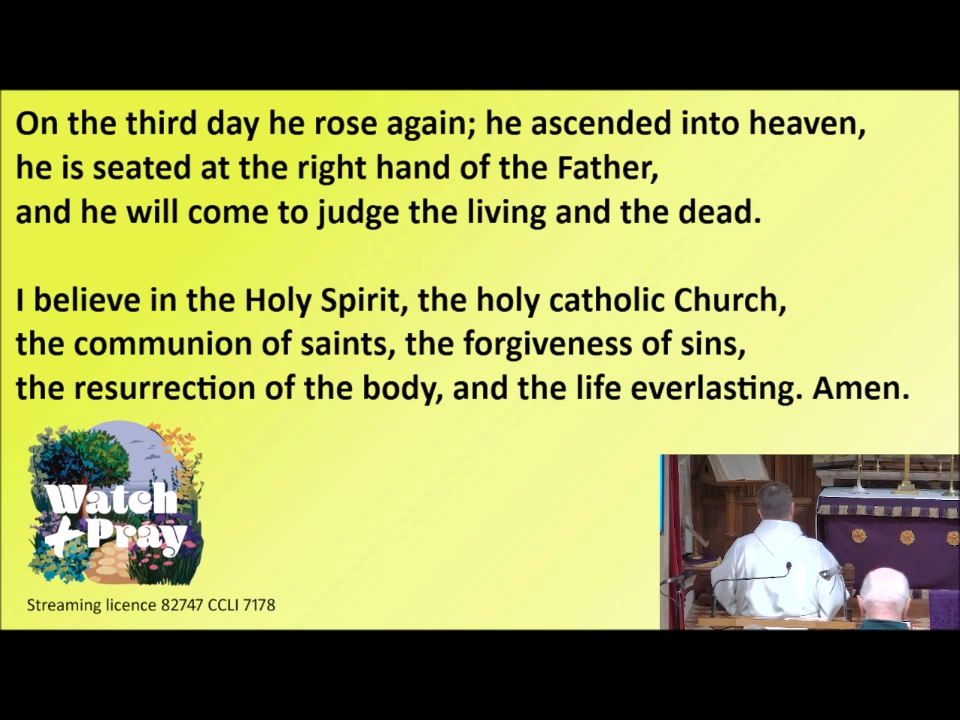 On the third day he rose again; he ascended into heaven,
he is seated at the right hand of the Father,
and he will come to judge the living and the dead.
I believe in the Holy Spirit, the holy catholic Church,
the communion of saints, the forgiveness of sins,
the resurrection of the body, and the life everlasting. Amen.
Watch
+Pray
Streaming licence 82747 CCLI 7178